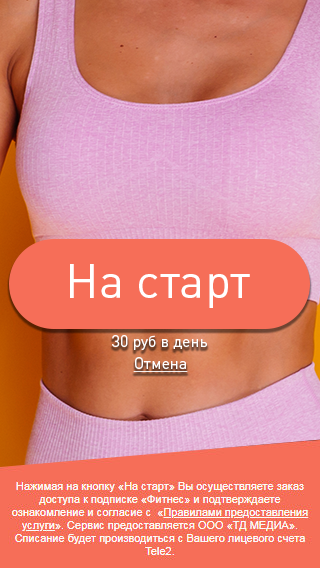 На старт
30 руб в день
Отмена
Нажимая на кнопку «На старт» Вы осуществляете заказ
доступа к подписке «Фитнес» и подтверждаете
ознакомление и согласие с «Правилами предоставления
услуги». Сервис предоставляется ООО «ТД МЕДИА».
Списание будет производиться с Вашего лицевого счета
Tele2.